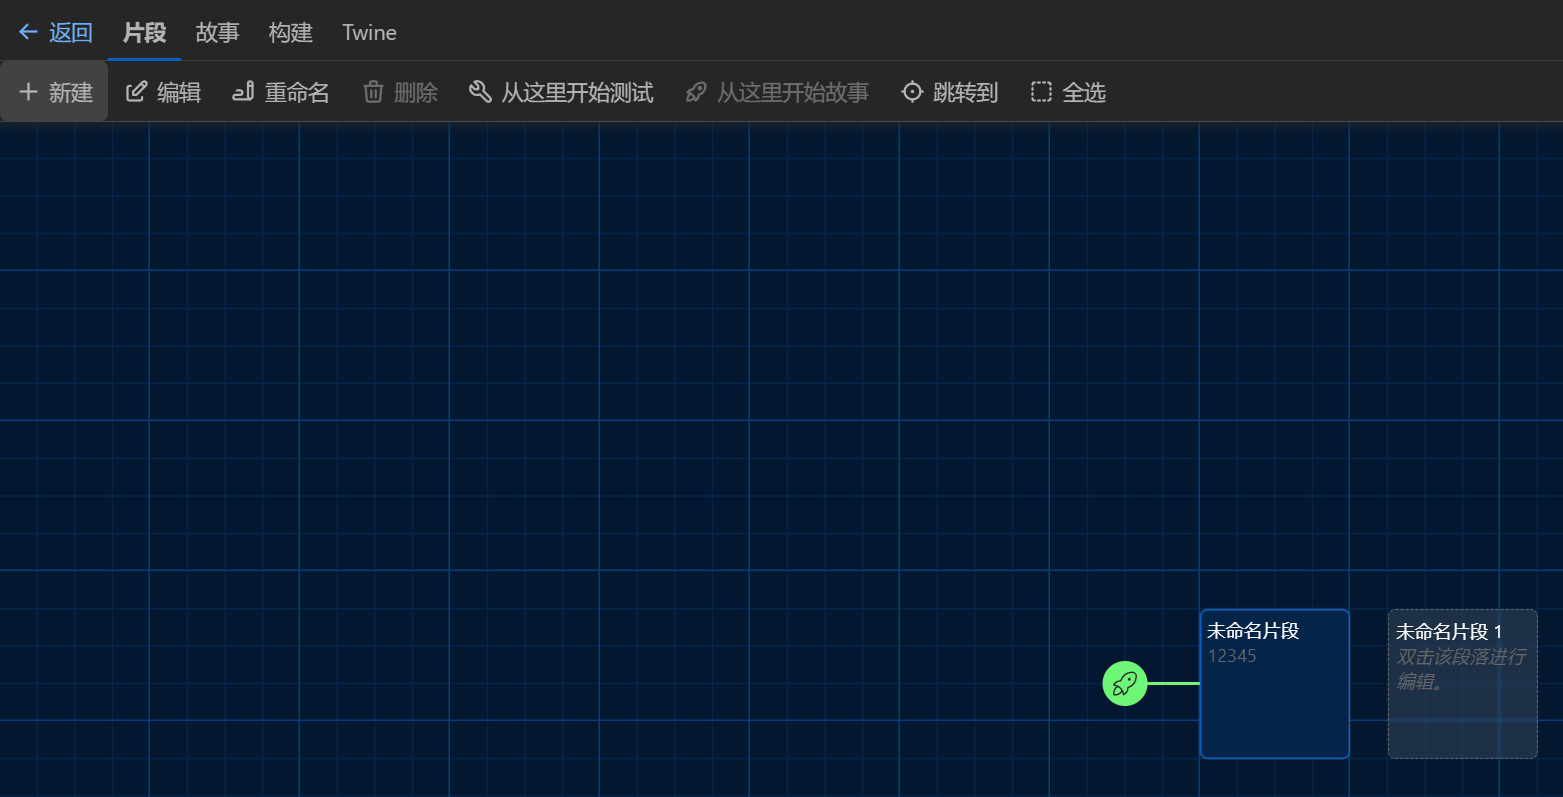 返回 片段 故事 构建 Twine
新建 编辑 重命名 删除 从这里开始测试 从这里开始故事 跳转到 全选
未命名片段
12345
未命名片段 1
双击该段落进行
编辑。